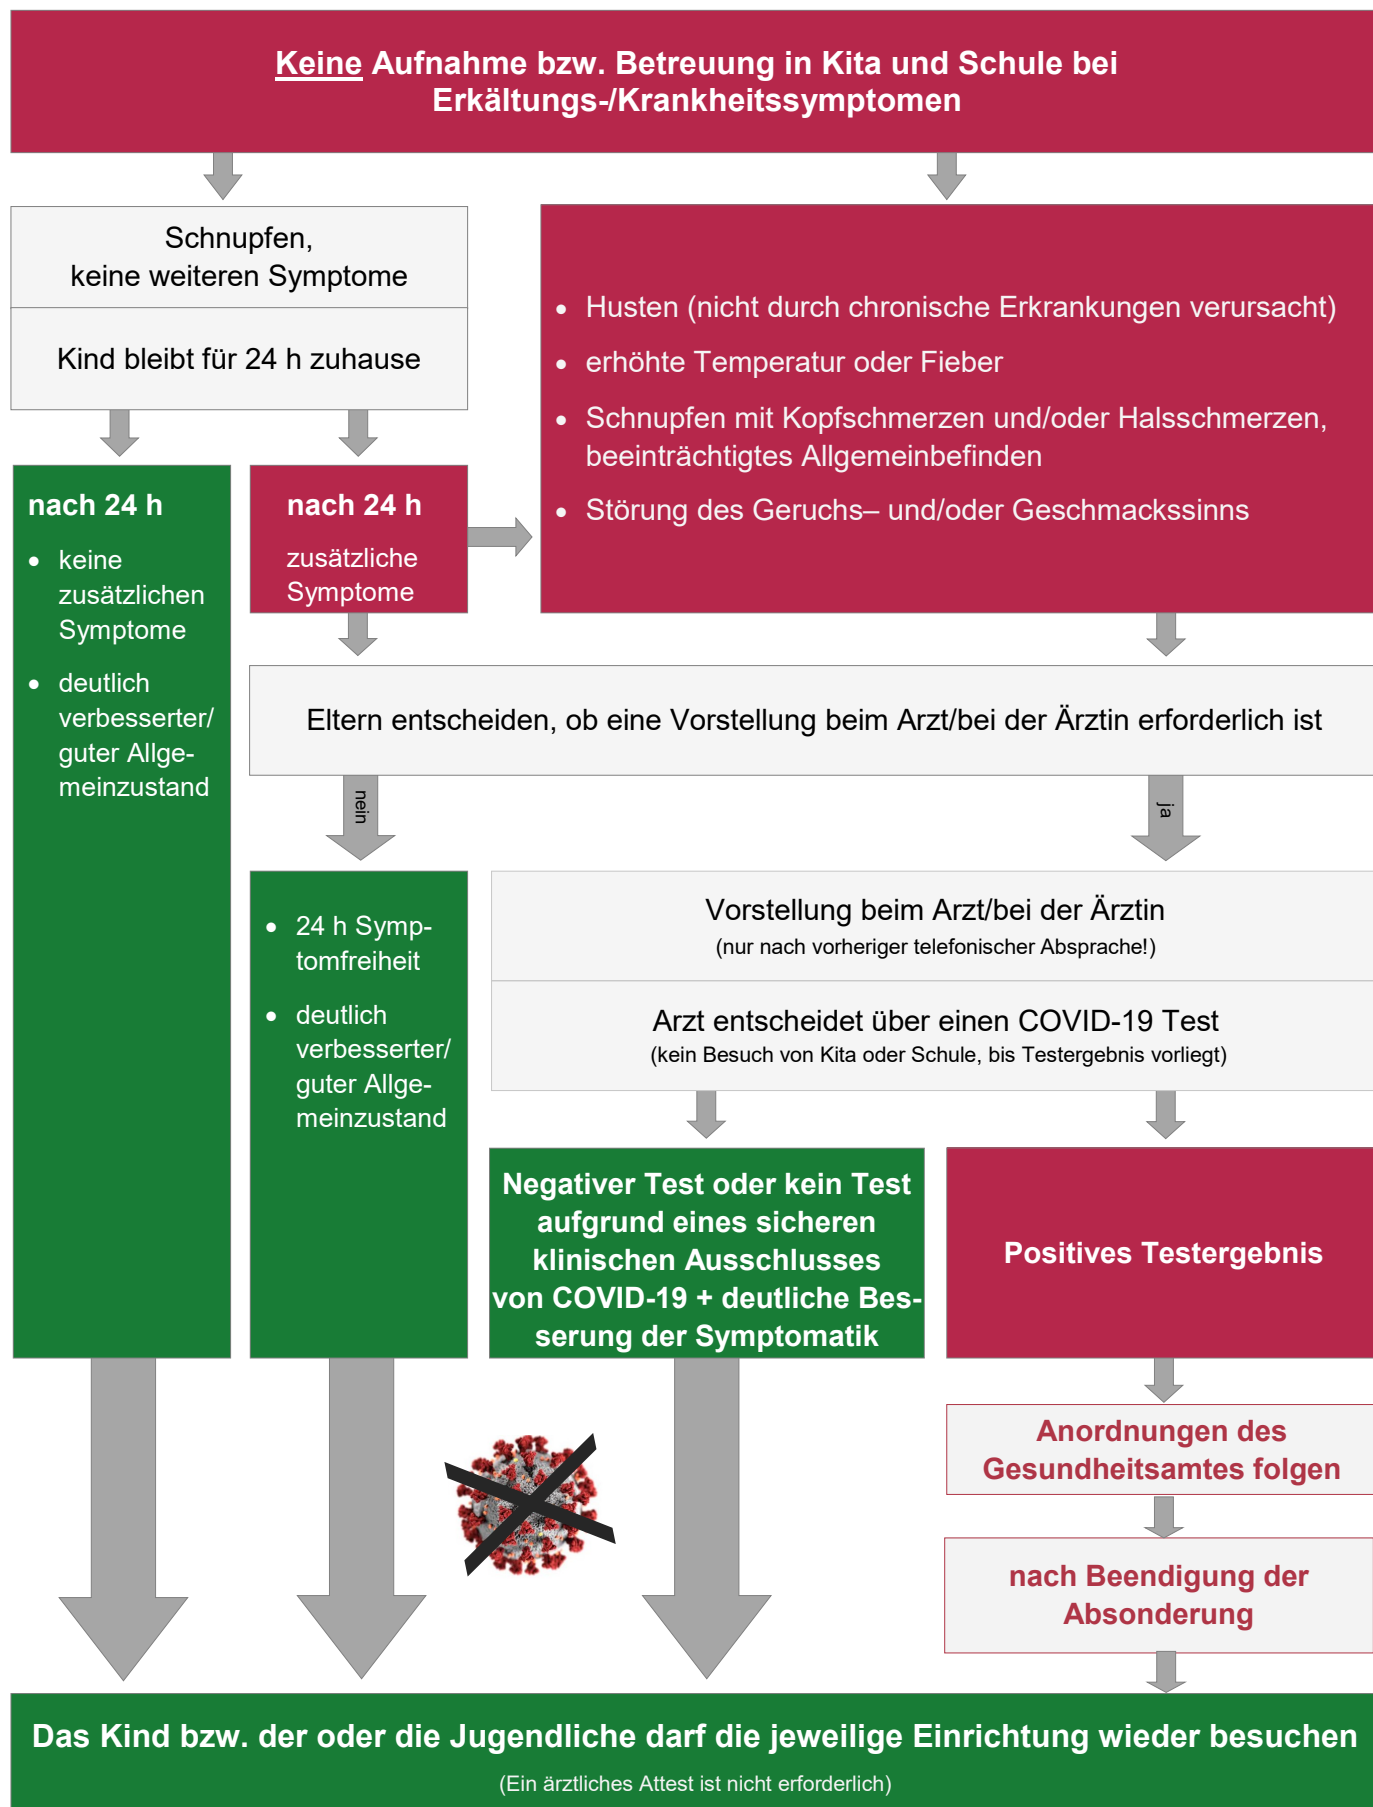 Keine Aufnahme bzw. Betreuung in Kita und Schule bei
Erkältungs-/Krankheitssymptomen
Schnupfen,
keine weiteren Symptome
Kind bleibt für 24 h zuhause
• Husten (nicht durch chronische Erkrankungen verursacht)
• erhöhte Temperatur oder Fieber
• Schnupfen mit Kopfschmerzen und/oder Halsschmerzen,
beeinträchtigtes Allgemeinbefinden
• Störung des Geruchs– und/oder Geschmackssinns
nach 24 h
• keine
zusätzlichen
Symptome
• deutlich
verbesserter/
guter Allge-
meinzustand
nach 24 h
zusätzliche
Symptome
Eltern entscheiden, ob eine Vorstellung beim Arzt/bei der Ärztin erforderlich ist
nein
ja
• 24 h Symp-
tomfreiheit
• deutlich
verbesserter/
guter Allge-
meinzustand
Vorstellung beim Arzt/bei der Ärztin
(nur nach vorheriger telefonischer Absprache!)
Arzt entscheidet über einen COVID-19 Test
(kein Besuch von Kita oder Schule, bis Testergebnis vorliegt)
Negativer Test oder kein Test
aufgrund eines sicheren
klinischen Ausschlusses
von COVID-19 + deutliche Bes-
serung der Symptomatik
Positives Testergebnis
Anordnungen des
Gesundheitsamtes folgen
nach Beendigung der
Absonderung
Das Kind bzw. der oder die Jugendliche darf die jeweilige Einrichtung wieder besuchen
(Ein ärztliches Attest ist nicht erforderlich)